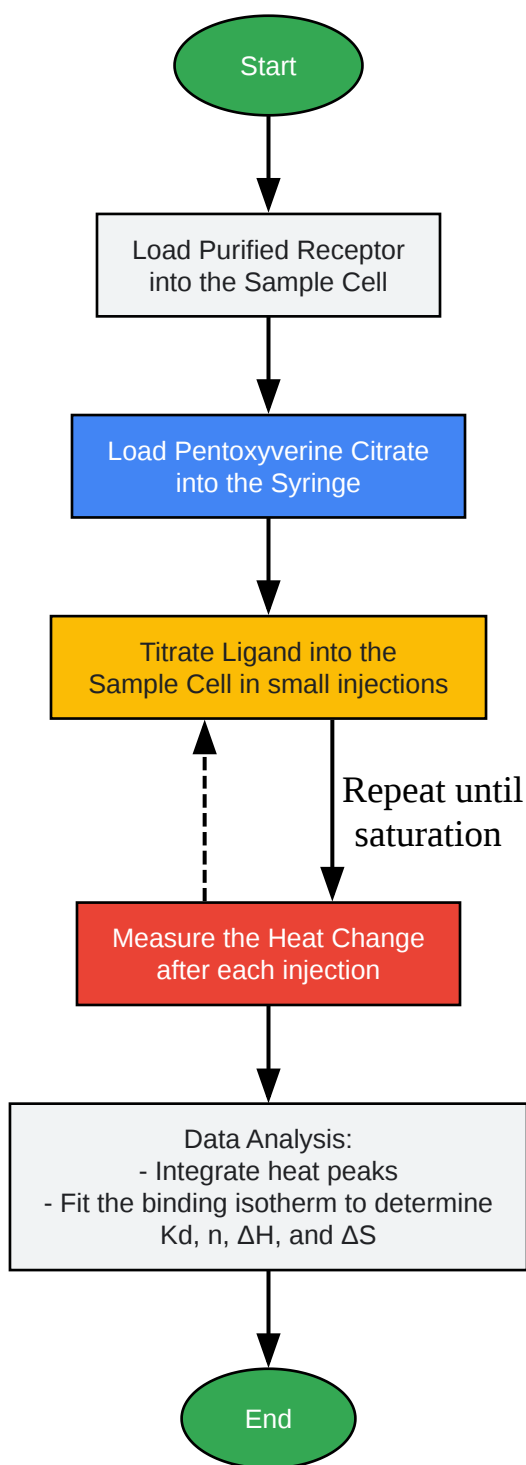 Start
Load Purified Receptor
into the Sample Cell
Load Pentoxyverine Citrate
into the Syringe
Titrate Ligand into the
Sample Cell in small injections
Repeat until
saturation
Measure the Heat Change
after each injection
Data Analysis:
- Integrate heat peaks
- Fit the binding isotherm to determine
Kd, n, ΔH, and ΔS
End